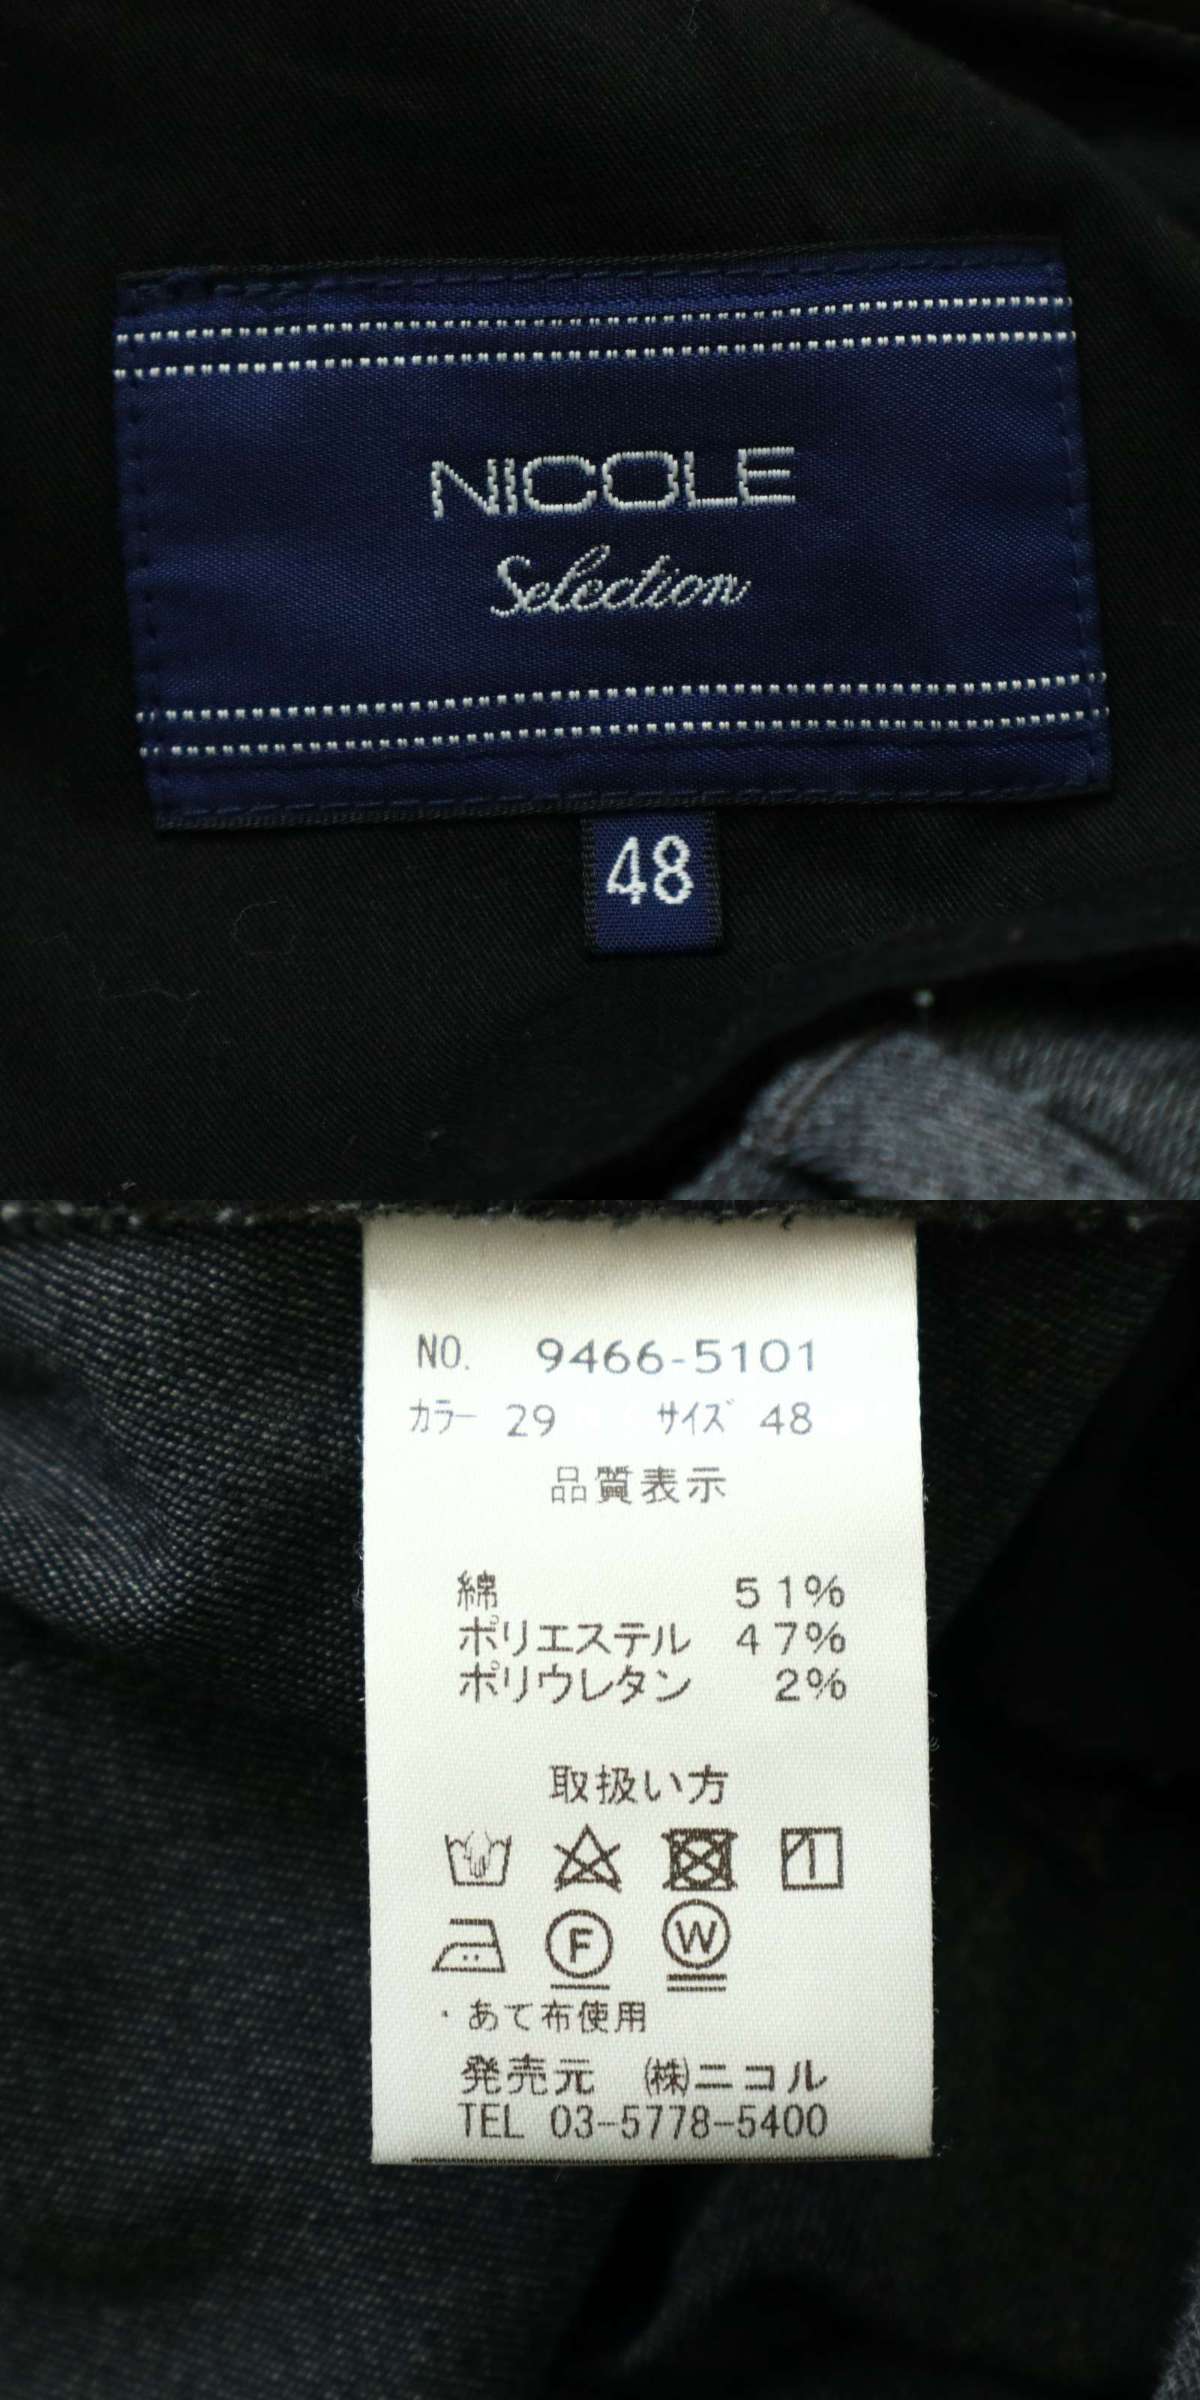 NICOLE
Selection
48
NO. 9466-5101
カラー 29 サイズ 48
品質表示
綿 51%
ポリエステル 47%
ポリウレタン 2%
取扱い方
F W
・あて布使用
発売元 ㈱ニコル
TEL 03-5778-5400